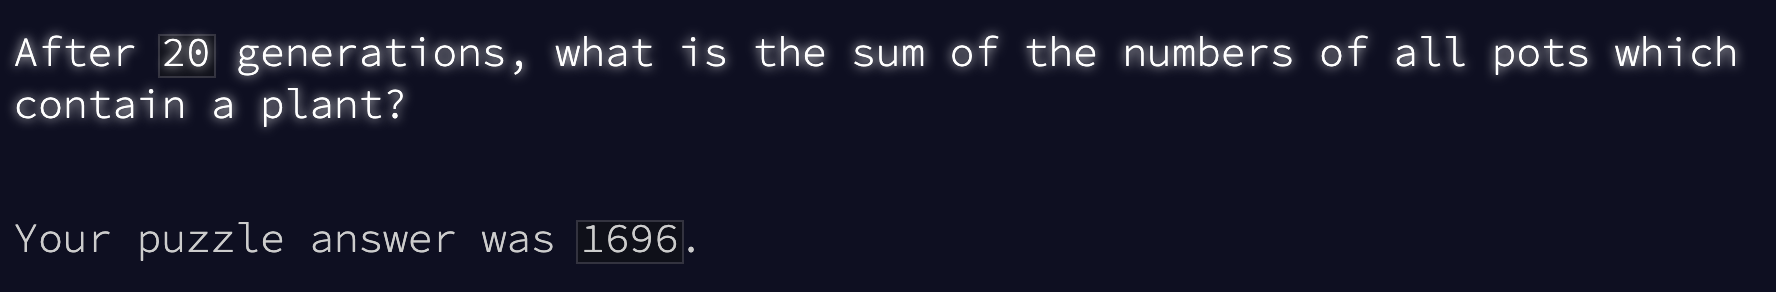 After 20 generations, what is the sum of the numbers of all pots which
contain a plant?
Your puzzle answer was 1696.